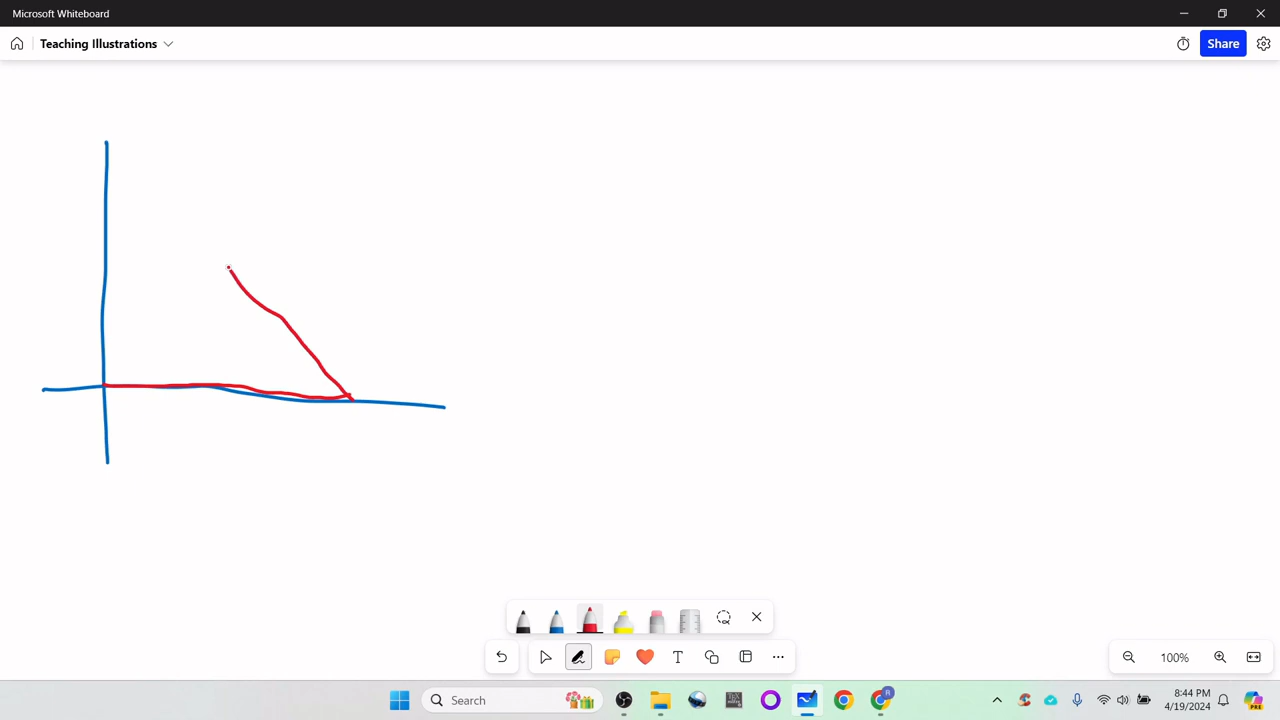 Microsoft Whiteboard
Teaching Illustrations
Share
100%
Search
8:44 PM
4/19/2024